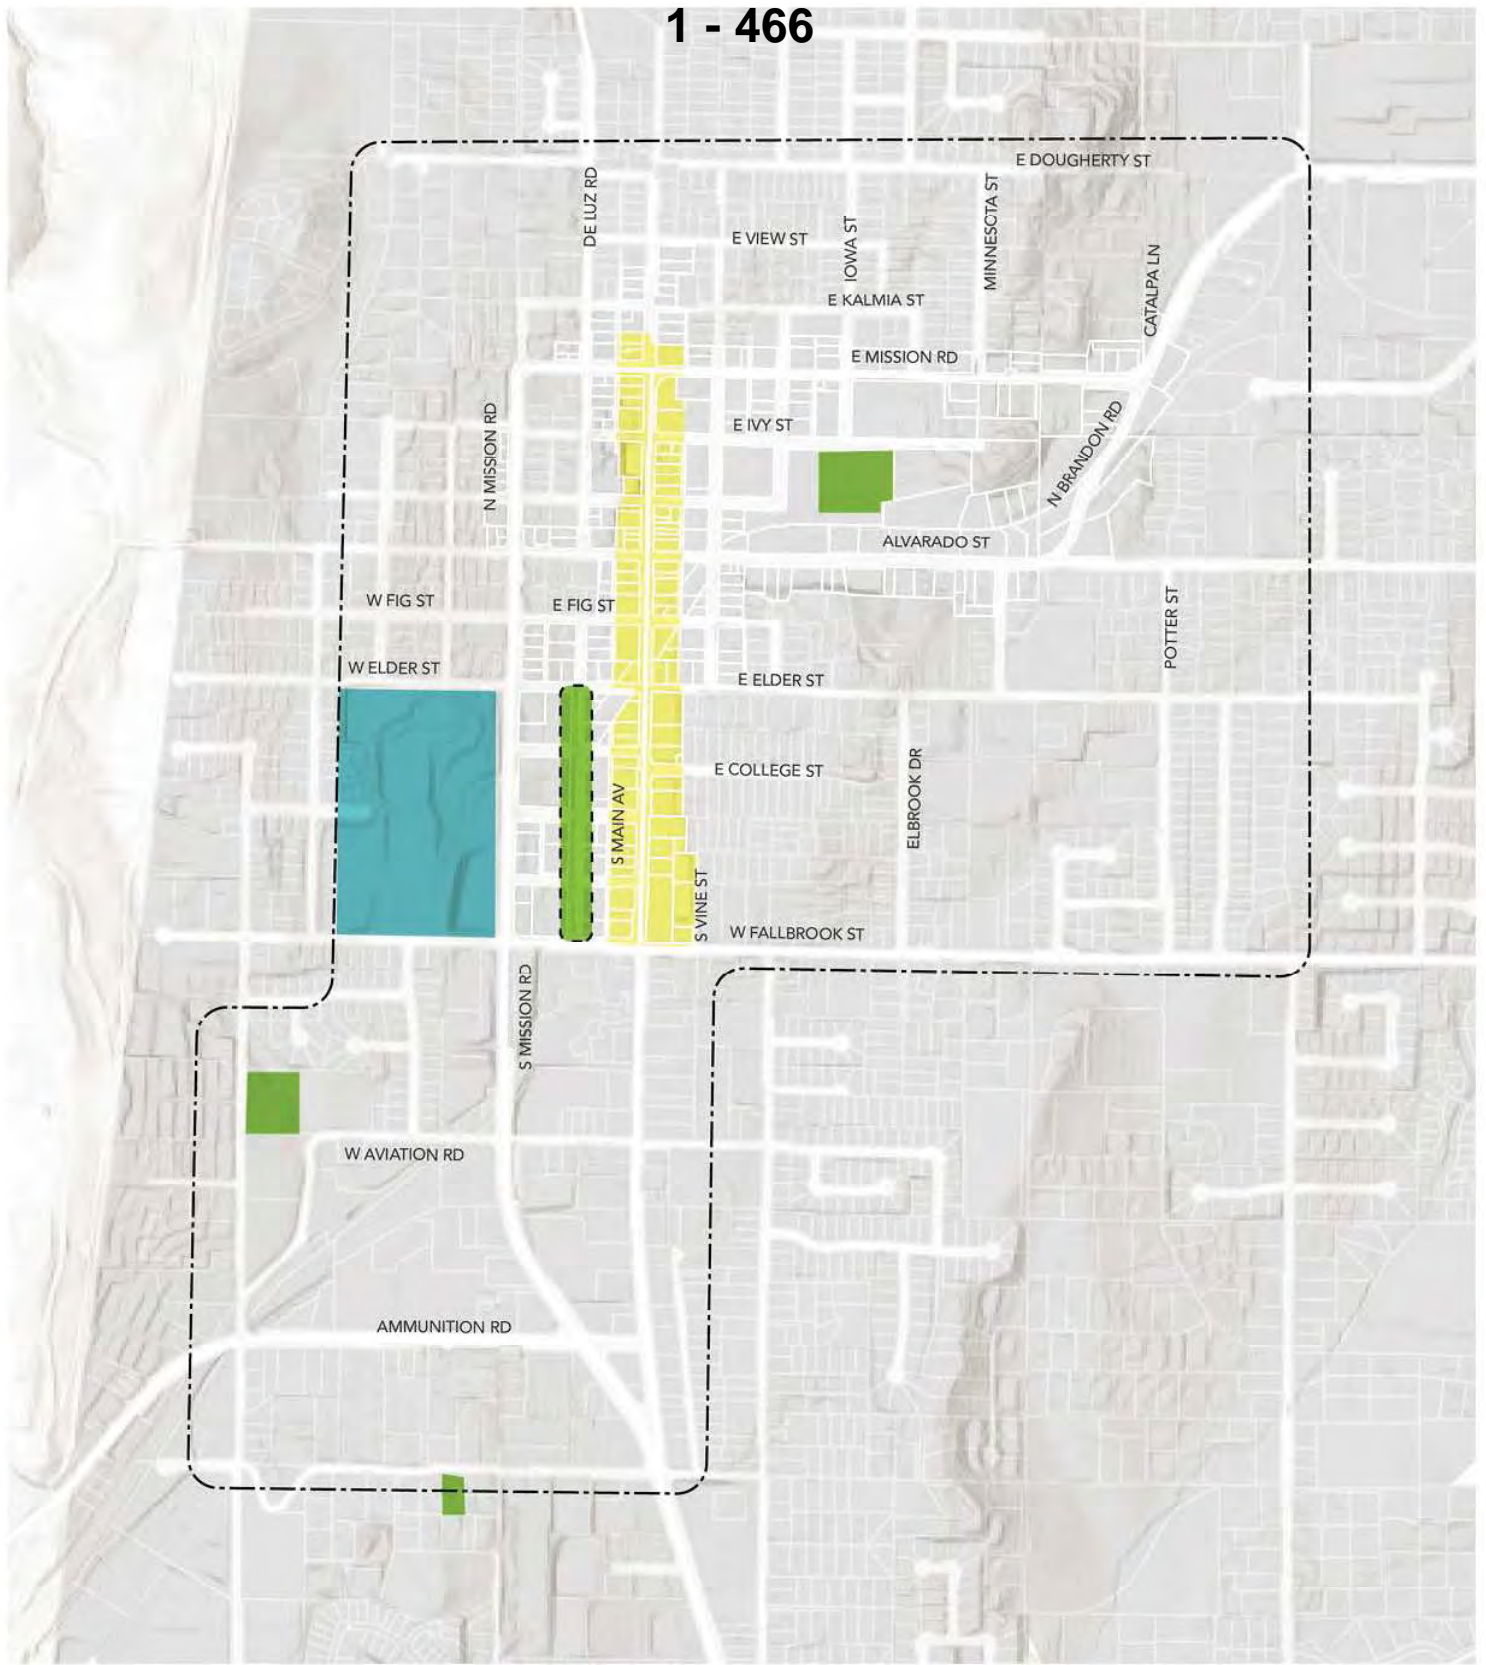 1 - 466
E DOUGHERTY ST
DE LUZ RD
MINNESOTA ST
E VIEW ST
IOWA ST
CATALPA LN
E KALMIA ST
E MISSION RD
N MISSION RD
E IVY ST
N BRANDON RD
ALVARADO ST
W FIG ST
E FIG ST
POTTER ST
W ELDER ST
E ELDER ST
E COLLEGE ST
ELBROOK DR
S MAIN AV
S VINE ST
W FALLBROOK ST
S MISSION RD
W AVIATION RD
AMMUNITION RD